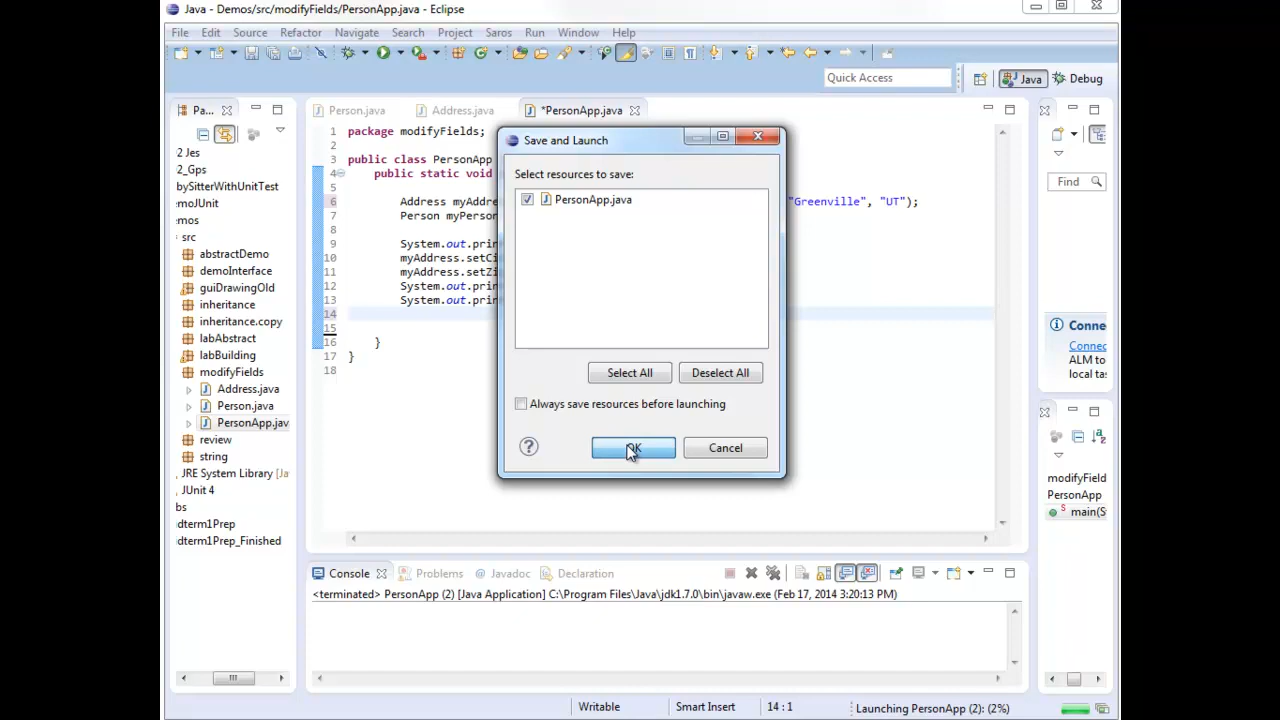 Java - Demos/src/modifyFields/PersonApp.java - Eclipse
File Edit Source Refactor Navigate Search Project Saros Run Window Help
Quick Access
Java
Debug
Pa...
Person.java
Address.java
*PersonApp.java
2 Jes
2_Gps
bySitterWithUnitTest
moJUnit
mos
src
abstractDemo
demoInterface
guiDrawingOld
inheritance
inheritance.copy
labAbstract
labBuilding
modifyFields
Address.java
Person.java
PersonApp.jav
review
string
JRE System Library [Ja
JUnit 4
bs
dterm1Prep
dterm1Prep_Finished
1 package modifyFields;
2
3 public class PersonApp
4 public static void
5
6 Address myAddr "Greenville", "UT");
7 Person myPerson
8
9 System.out.prin
10 myAddress.setCi
11 myAddress.setZi
12 System.out.prin
13 System.out.prin
14
15
16 }
17 }
18
Save and Launch
Select resources to save:
PersonApp.java
Select All
Deselect All
Always save resources before launching
OK
Cancel
Find
Conne
Connec
ALM to
local tas
modifyField
PersonApp
main(S
Console
Problems
Javadoc
Declaration
<terminated> PersonApp (2) [Java Application] C:\Program Files\Java\jdk1.7.0\bin\javaw.exe (Feb 17, 2014 3:20:13 PM)
Writable
Smart Insert
14 : 1
Launching PersonApp (2): (2%)